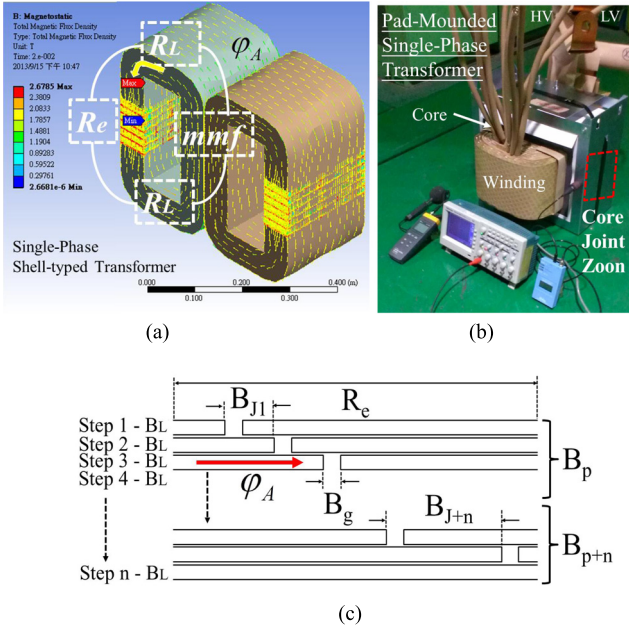 B: Magnetostatic
Total Magnetic Flux Density
Type: Total Magnetic Flux Density
Unit: T
Time: 2.e-002
2013/9/15 下午 10:47
2.6785 Max
2.3809
2.0833
1.7857
1.4881
1.1904
0.89283
0.59522
0.29761
2.6681e-6 Min
R_L
φ_A
Max
R_e
Min
mmf
R_L
Single-Phase
Shell-typed Transformer
0.000 0.200 0.400 (m)
0.100 0.300
(a)
Pad-Mounted
Single-Phase
Transformer
HV LV
Core
Winding
Core
Joint
Zoon
(b)
R_e
B_J1
Step 1 - B_L
Step 2 - B_L
Step 3 - B_L
Step 4 - B_L
φ_A
B_p
B_g
B_J+n
B_p+n
Step n - B_L
(c)